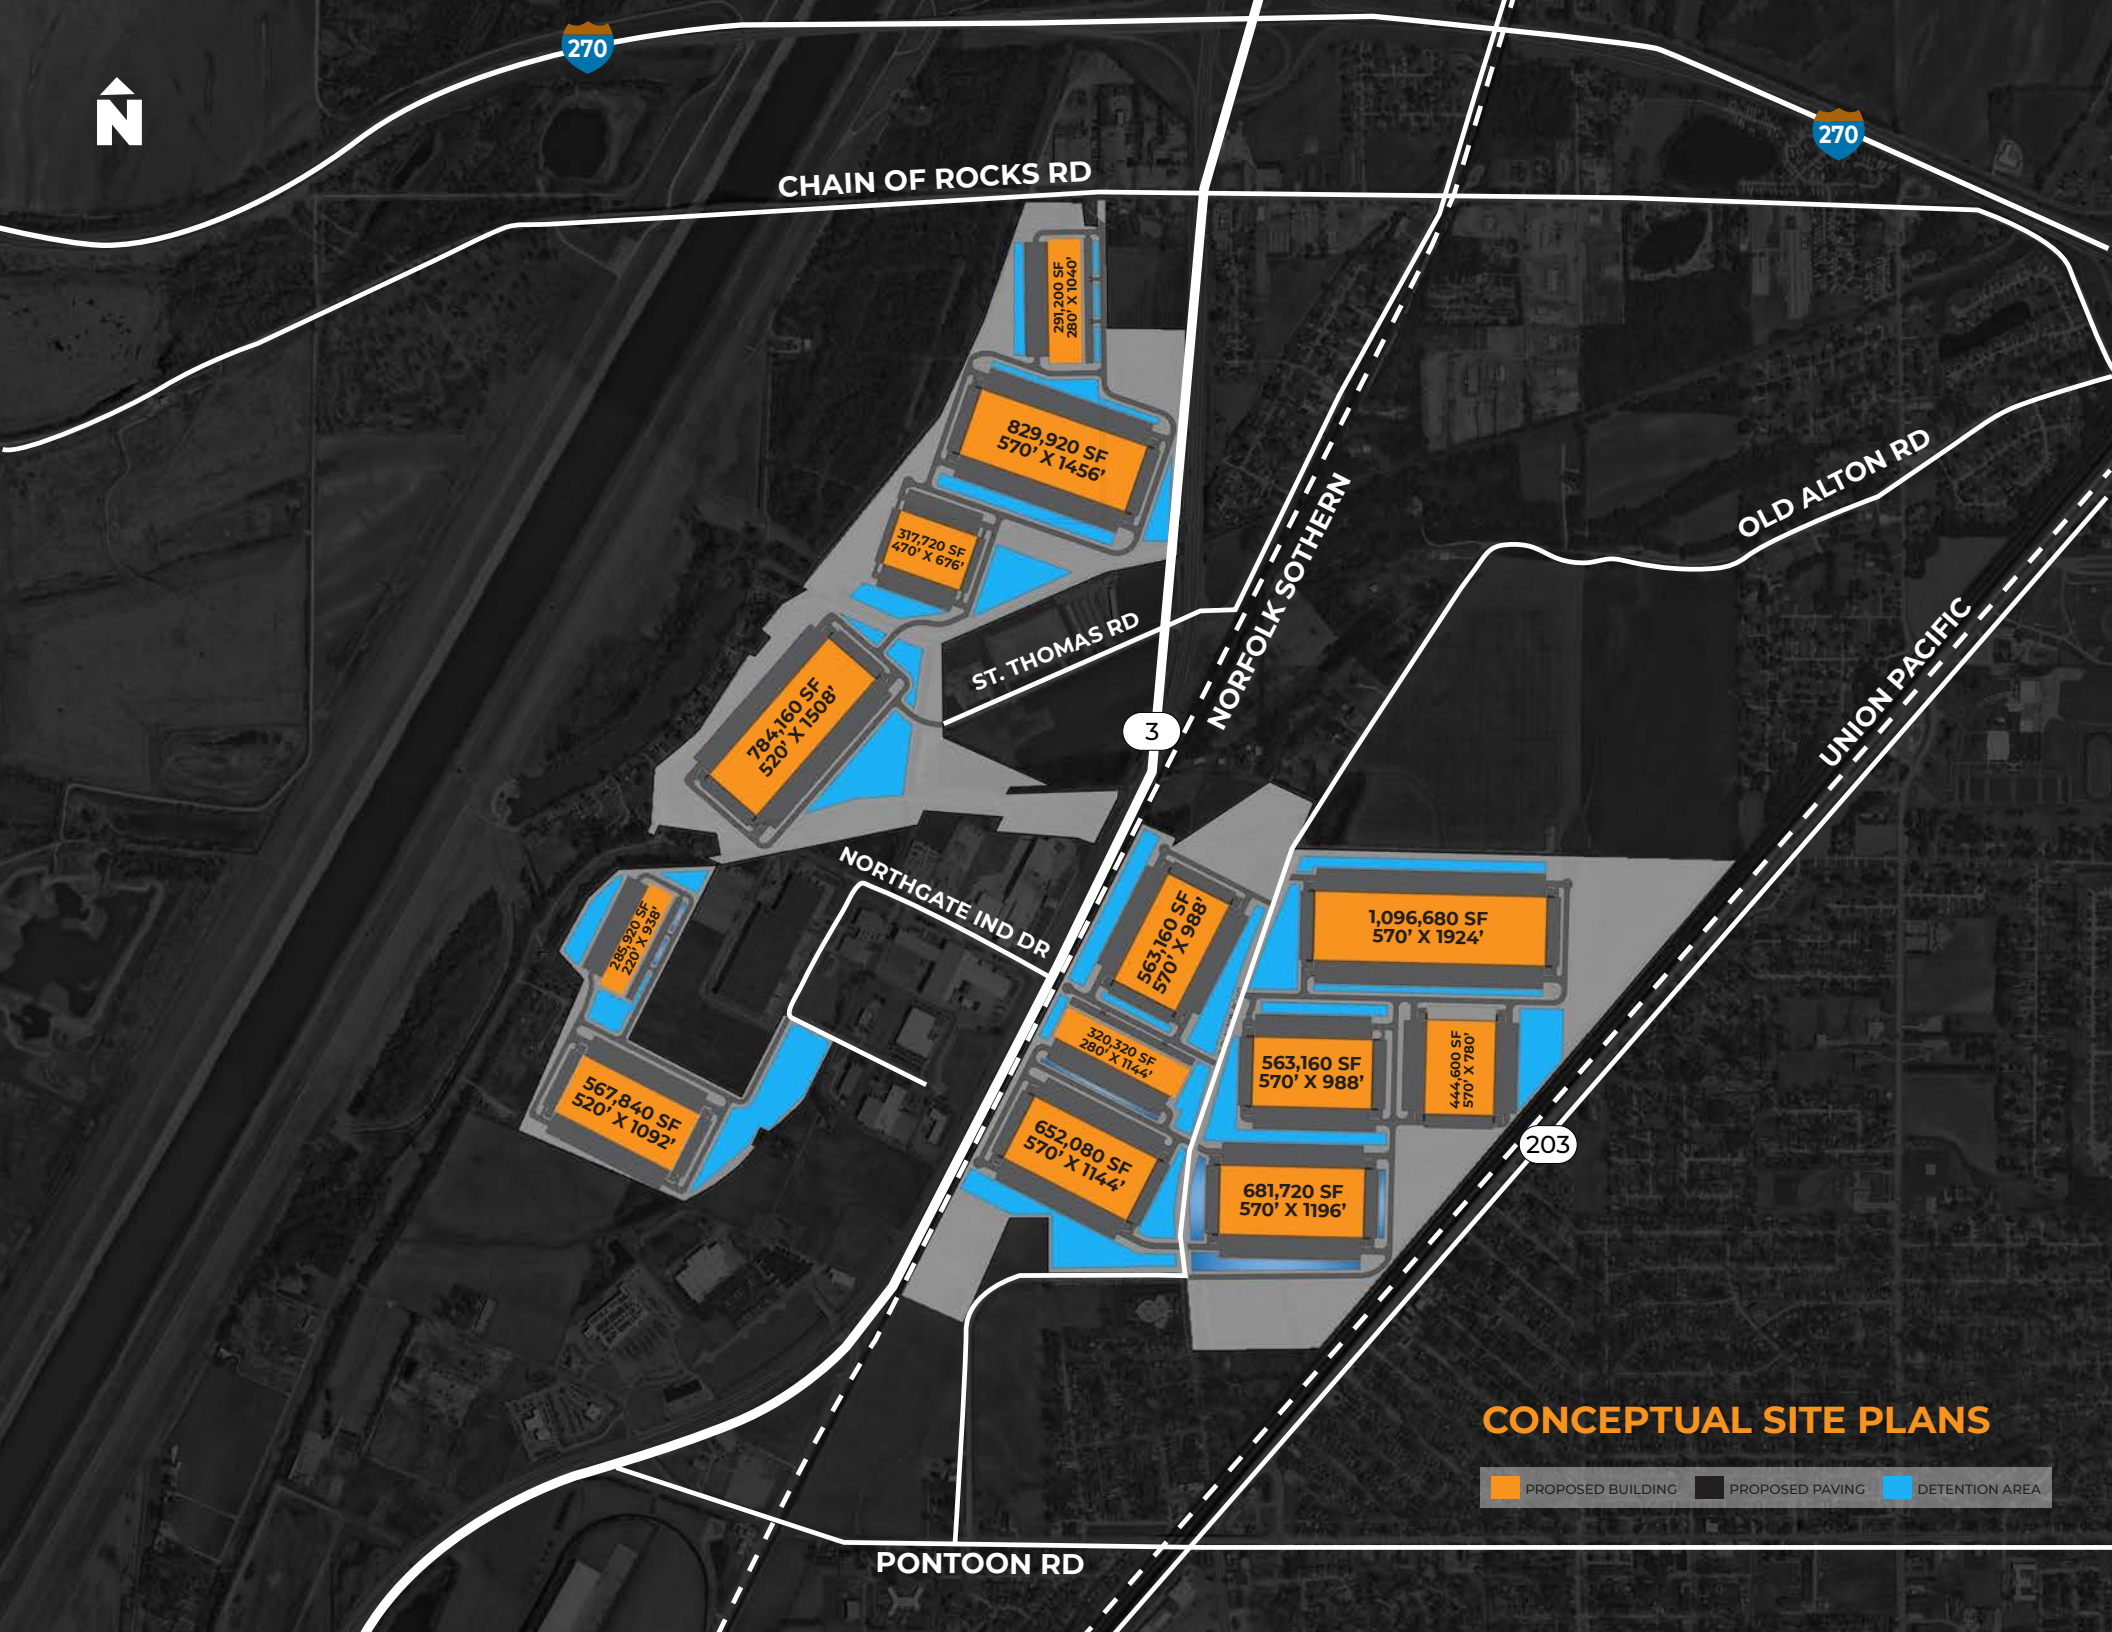 270
N
270
CHAIN OF ROCKS RD
291,200 SF
280' X 1040'
829,920 SF
570' X 1456'
317,720 SF
470' X 676'
OLD ALTON RD
NORFOLK SOTHERN
ST. THOMAS RD
UNION PACIFIC
784,160 SF
520' X 1508'
3
NORTHGATE IND DR
285,920 SF
220' X 938'
563,160 SF
570' X 988'
1,096,680 SF
570' X 1924'
320,320 SF
280' X 1144'
563,160 SF
570' X 988'
444,600 SF
570' X 780'
567,840 SF
520' X 1092'
652,080 SF
570' X 1144'
203
681,720 SF
570' X 1196'
CONCEPTUAL SITE PLANS
PROPOSED BUILDING PROPOSED PAVING DETENTION AREA
PONTOON RD